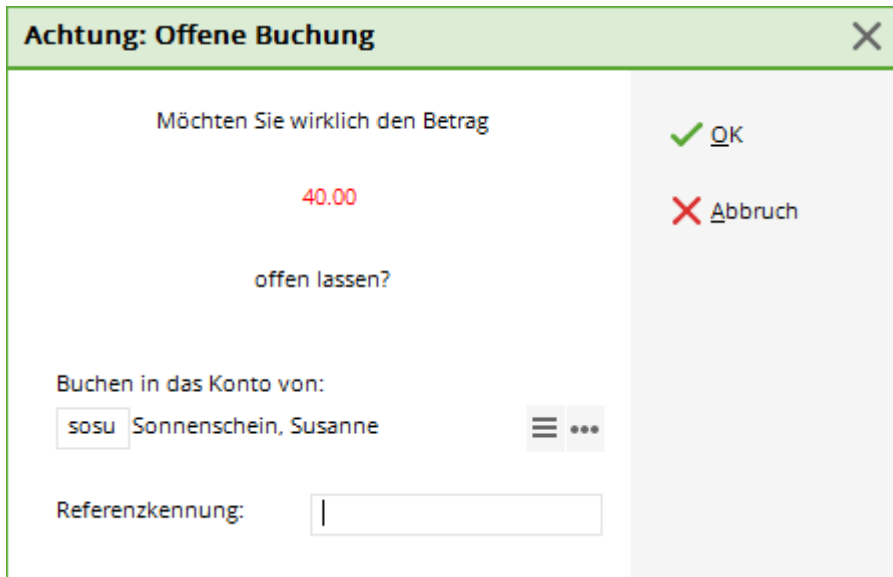 Achtung: Offene Buchung
Möchten Sie wirklich den Betrag
40.00
offen lassen?
OK
Abbruch
Buchen in das Konto von:
sosu Sonnenschein, Susanne
Referenzkennung: